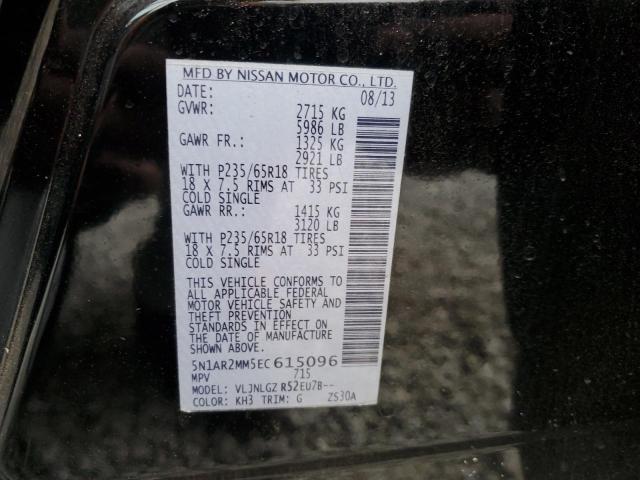 MFD BY NISSAN MOTOR CO., LTD.
DATE: 08/13
GVWR: 2715 KG
5986 LB
GAWR FR.: 1325 KG
2921 LB
WITH P235/65R18 TIRES
18 X 7.5 RIMS AT 33 PSI
COLD SINGLE
GAWR RR.: 1415 KG
3120 LB
WITH P235/65R18 TIRES
18 X 7.5 RIMS AT 33 PSI
COLD SINGLE
THIS VEHICLE CONFORMS TO
ALL APPLICABLE FEDERAL
MOTOR VEHICLE SAFETY AND
THEFT PREVENTION
STANDARDS IN EFFECT ON
THE DATE OF MANUFACTURE
SHOWN ABOVE.
5N1AR2MM5EC615096
MPV 715
MODEL: VLJNLGZ R52EU7B--
COLOR: KH3 TRIM: G ZS30A